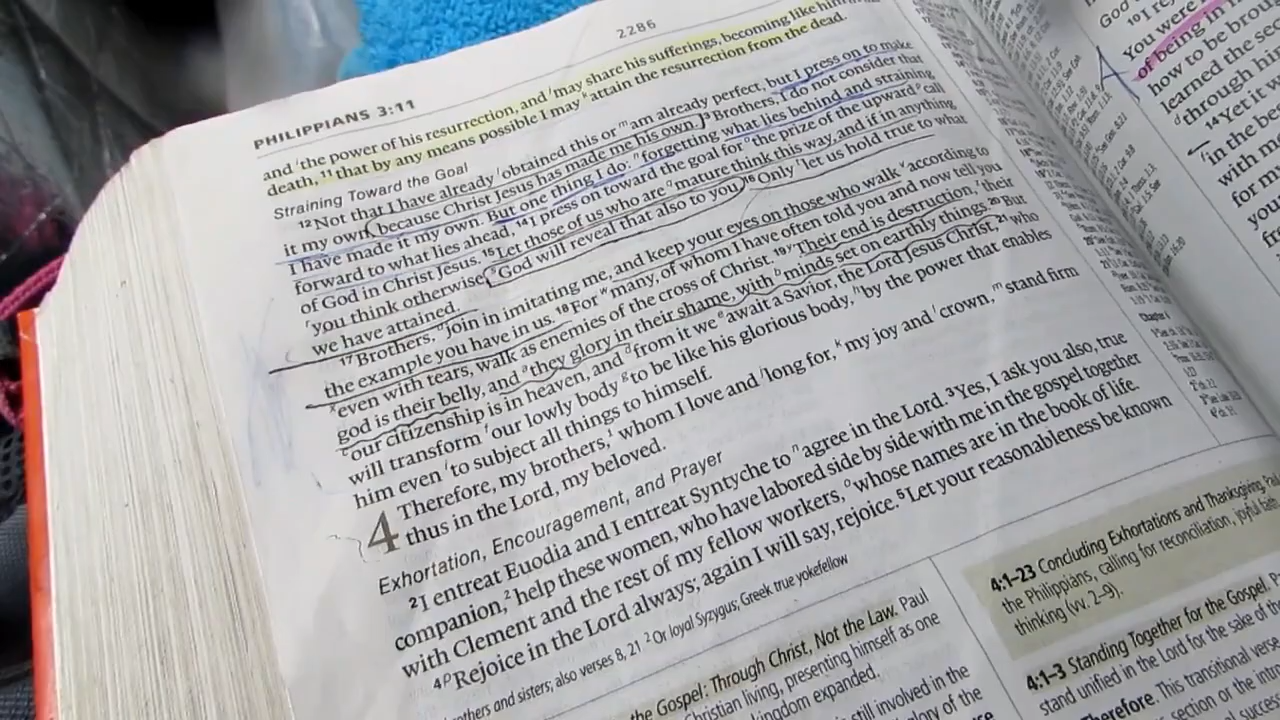 2286
PHILIPPIANS 3:11
and the power of his resurrection, and may share his sufferings, becoming like him
death, 11 that by any means possible I may attain the resurrection from the dead.
Straining Toward the Goal
12 Not that I have already obtained this or am already perfect, but I press on to make
it my own, because Christ Jesus has made me his own. Brothers, I do not consider that
I have made it my own. But one thing I do: forgetting what lies behind and straining
forward to what lies ahead, 14 I press on toward the goal for the prize of the upward call
of God in Christ Jesus. 15 Let those of us who are mature think this way, and if in anything
you think otherwise, God will reveal that also to you. 16 Only let us hold true to what
we have attained.
17 Brothers, join in imitating me, and keep your eyes on those who walk according to
the example you have in us. 18 For many, of whom I have often told you and now tell you
even with tears, walk as enemies of the cross of Christ. 19 Their end is destruction, their
god is their belly, and they glory in their shame, with minds set on earthly things. 20 But
our citizenship is in heaven, and from it we await a Savior, the Lord Jesus Christ, 21 who
will transform our lowly body to be like his glorious body, by the power that enables
him even to subject all things to himself.
4 Therefore, my brothers, whom I love and long for, my joy and crown, stand firm
thus in the Lord, my beloved.
Exhortation, Encouragement, and Prayer
2 I entreat Euodia and I entreat Syntyche to agree in the Lord. 3 Yes, I ask you also, true
companion, help these women, who have labored side by side with me in the gospel together
with Clement and the rest of my fellow workers, whose names are in the book of life.
4 Rejoice in the Lord always; again I will say, rejoice. 5 Let your reasonableness be known
and sisters; also verses 8, 21 2 Or loyal Syzygus; Greek true yokefellow
the Gospel: Through Christ, Not the Law. Paul
Christian living, presenting himself as one
kingdom expanded.
still involved in the
glory of the
4:1–23 Concluding Exhortations and Thanksgiving.
the Philippians, calling for reconciliation, joyful
thinking (vv. 2–9).
4:1–3 Standing Together for the Gospel.
stand unified in the Lord for the sake of
Therefore. This transitional verse
section or the
God
You were
of being in
how to be
learned the
through
14 Yet it
in the
with
for